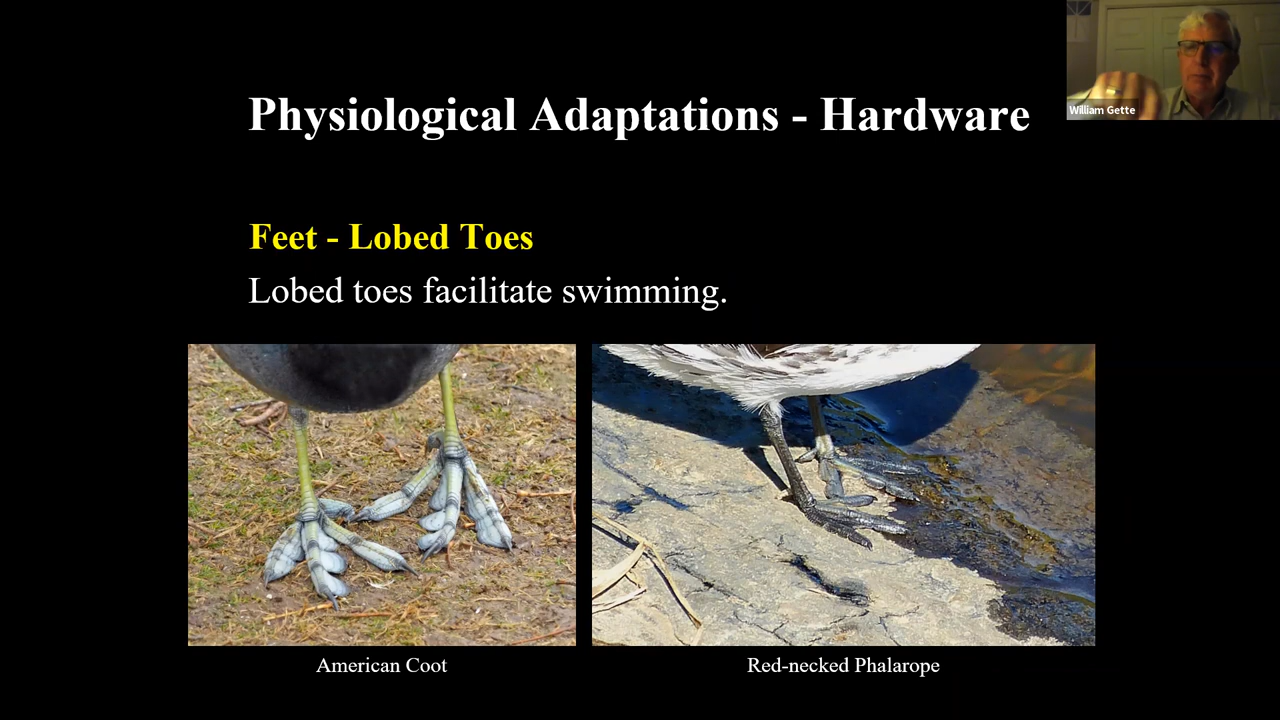 Physiological Adaptations - Hardware
William Gette
Feet - Lobed Toes
Lobed toes facilitate swimming.
American Coot
Red-necked Phalarope